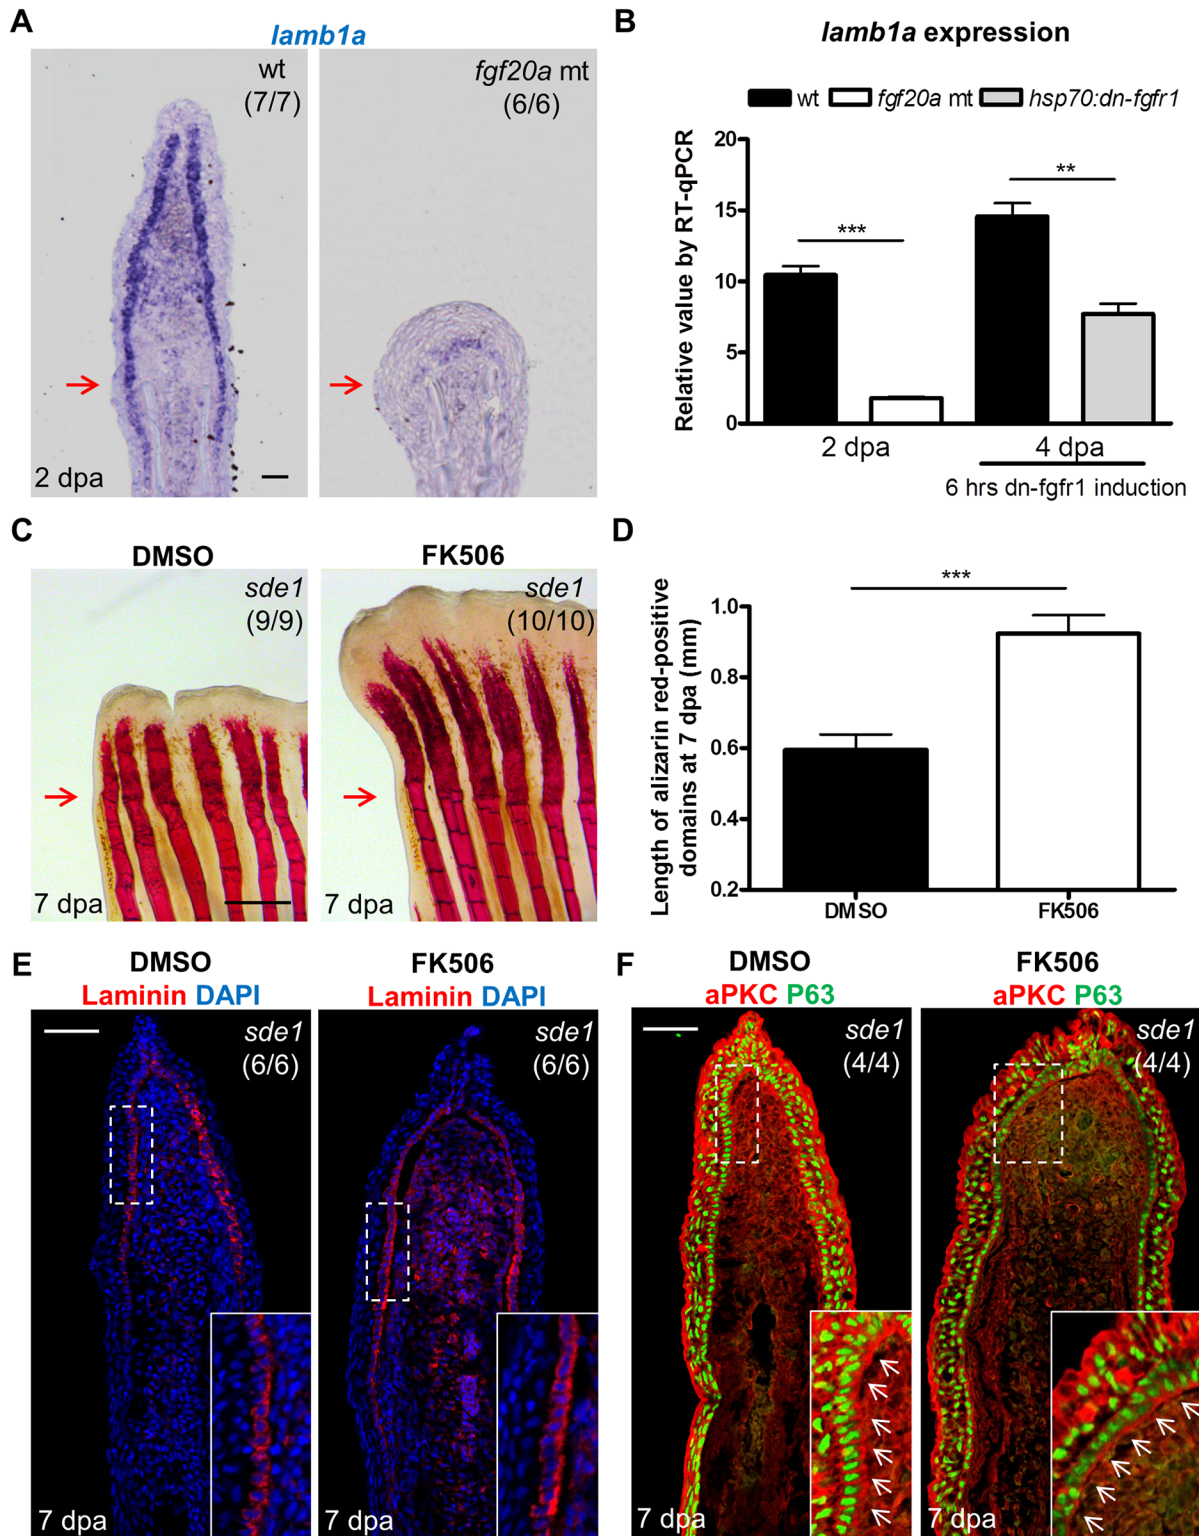 A
lamb1a
wt
(7/7)
2 dpa
fgf20a mt
(6/6)
B
lamb1a expression
wt
fgf20a mt
hsp70:dn-fgfr1
Relative value by RT-qPCR
20
15
10
5
0
***
**
2 dpa
4 dpa
6 hrs dn-fgfr1 induction
C
DMSO
sde1
(9/9)
7 dpa
FK506
sde1
(10/10)
7 dpa
D
Length of alizarin red-positive
domains at 7 dpa (mm)
1.0
0.8
0.6
0.4
0.2
***
DMSO
FK506
E
DMSO
Laminin DAPI
sde1
(6/6)
7 dpa
FK506
Laminin DAPI
sde1
(6/6)
7 dpa
F
DMSO
aPKC P63
sde1
(4/4)
7 dpa
FK506
aPKC P63
sde1
(4/4)
7 dpa